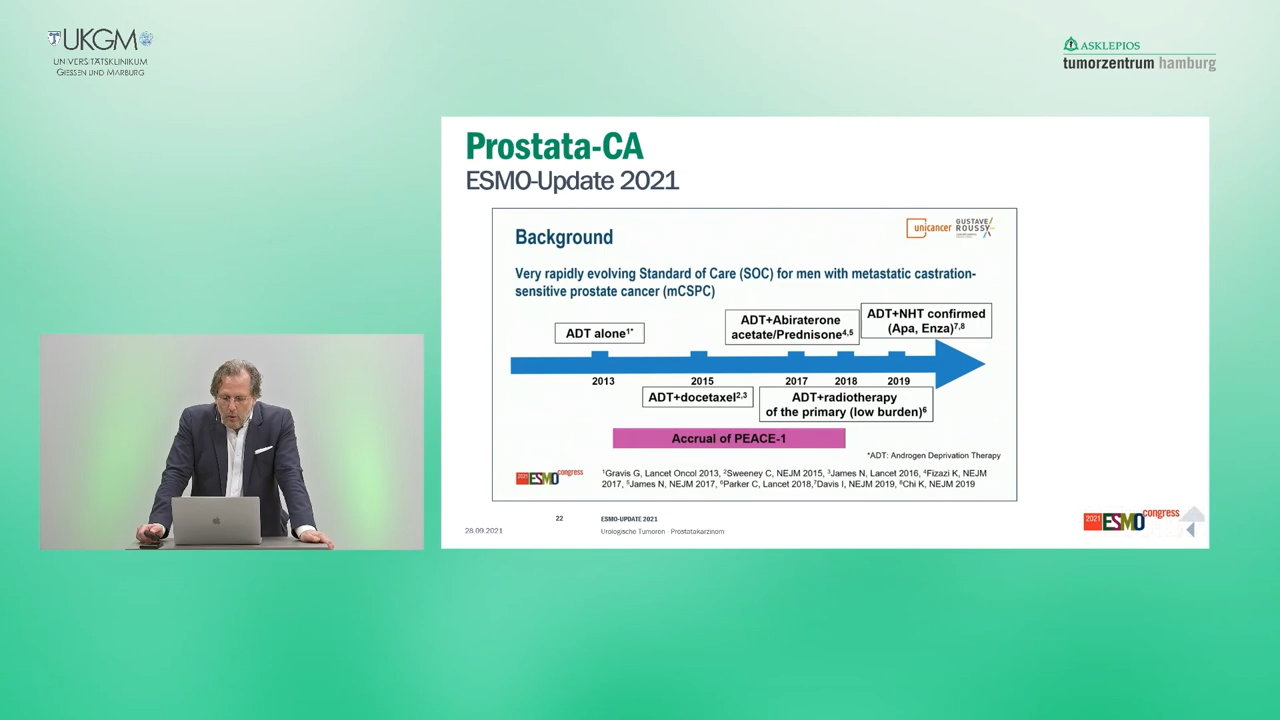 UKGM
UNIVERSITÄTSKLINIKUM
GIESSEN UND MARBURG
ASKLEPIOS
tumorzentrum hamburg
Prostata-CA
ESMO-Update 2021
unicancer
GUSTAVE
ROUSSY
Background
Very rapidly evolving Standard of Care (SOC) for men with metastatic castration-
sensitive prostate cancer (mCSPC)
ADT alone¹*
ADT+Abiraterone
acetate/Prednisone⁴,⁵
ADT+NHT confirmed
(Apa, Enza)⁷,⁸
2013
2015
2017
2018
2019
ADT+docetaxel²,³
ADT+radiotherapy
of the primary (low burden)⁶
Accrual of PEACE-1
*ADT: Androgen Deprivation Therapy
2021 ESMO congress
¹Gravis G, Lancet Oncol 2013, ²Sweeney C, NEJM 2015, ³James N, Lancet 2016, ⁴Fizazi K, NEJM
2017, ⁵James N, NEJM 2017, ⁶Parker C, Lancet 2018,⁷Davis I, NEJM 2019, ⁸Chi K, NEJM 2019
22
ESMO-UPDATE 2021
28.09.2021
Urologische Tumoren - Prostatakarzinom
2021 ESMO congress